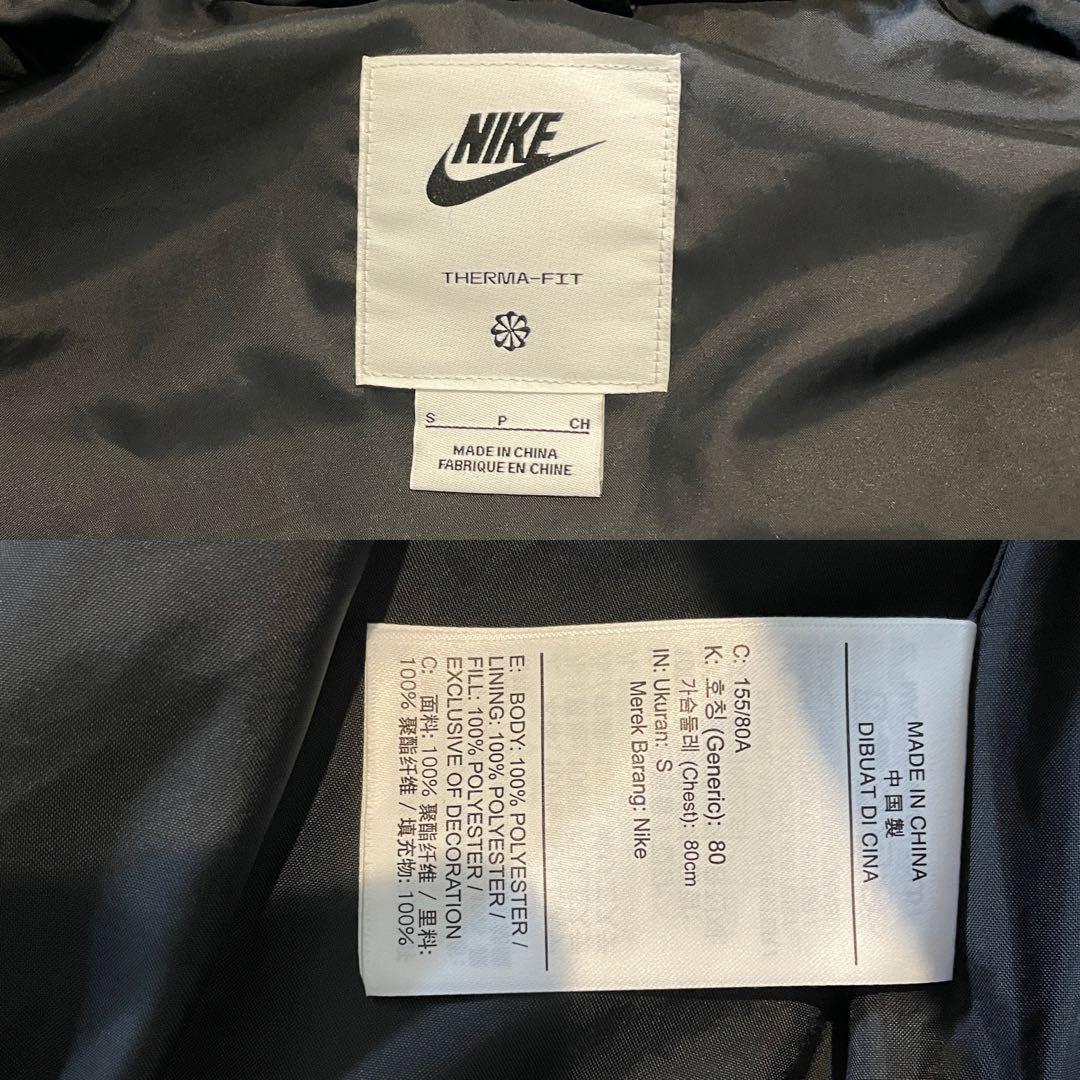 NIKE
THERMA-FIT
S P CH
MADE IN CHINA
FABRIQUE EN CHINE
MADE IN CHINA
中国製
DIBUAT DI CINA
C: 155/80A
K: 호칭 (Generic): 80
가슴둘레 (Chest): 80cm
IN: Ukuran: S
Merek Barang: Nike
E: BODY: 100% POLYESTER /
LINING: 100% POLYESTER /
FILL: 100% POLYESTER /
EXCLUSIVE OF DECORATION
C: 面料: 100% 聚酯纤维 / 里料:
100% 聚酯纤维 / 填充物: 100%